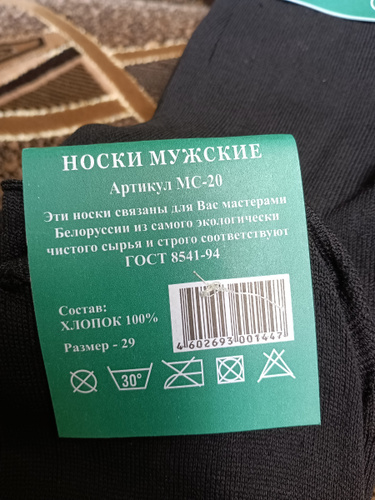 НОСКИ МУЖСКИЕ
Артикул МС-20
Эти носки связаны для Вас мастерами
Белоруссии из самого экологически
чистого сырья и строго соответствуют
ГОСТ 8541-94
Состав:
ХЛОПОК 100%
Размер - 29
4 602693 001447
30°